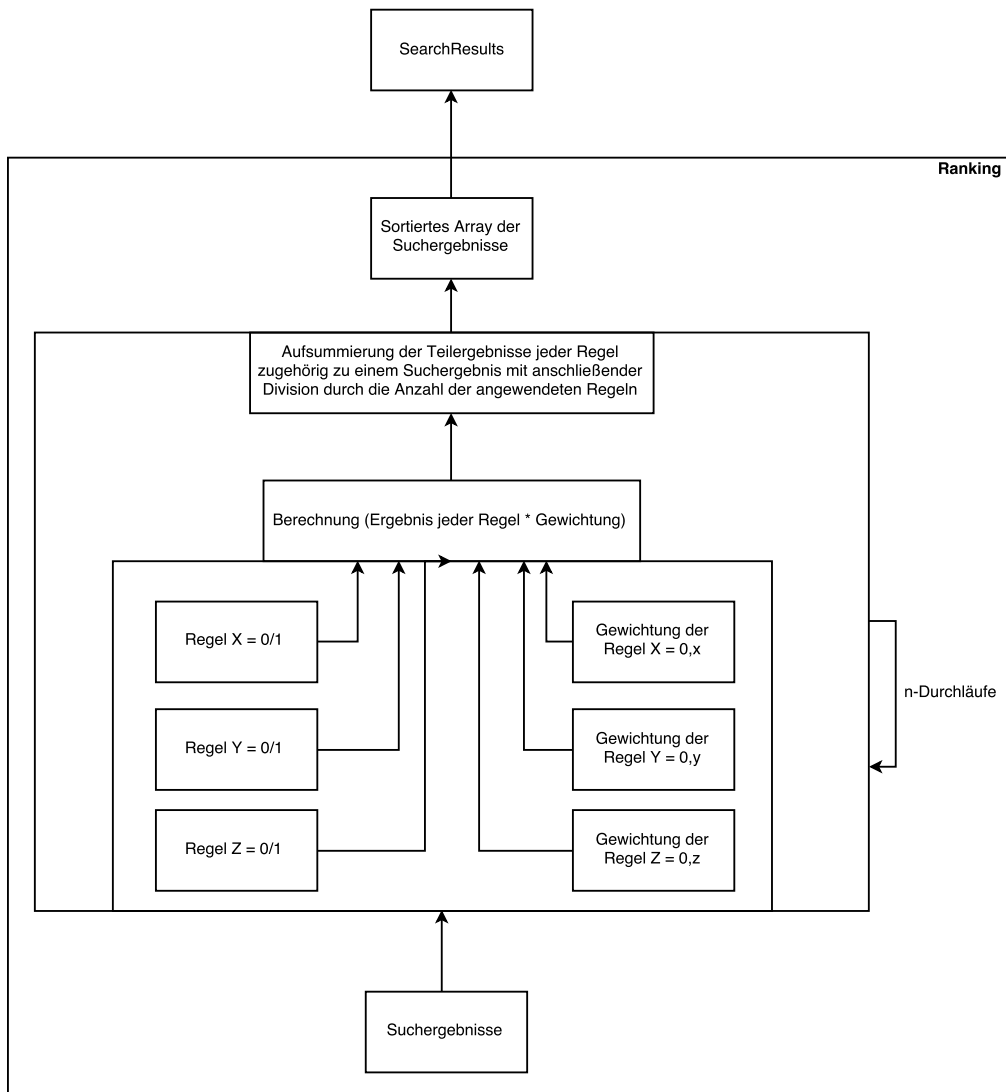 SearchResults
Ranking
Sortiertes Array der
Suchergebnisse
Aufsummierung der Teilergebnisse jeder Regel
zugehörig zu einem Suchergebnis mit anschließender
Division durch die Anzahl der angewendeten Regeln
Berechnung (Ergebnis jeder Regel * Gewichtung)
Regel X = 0/1
Gewichtung der
Regel X = 0,x
n-Durchläufe
Regel Y = 0/1
Gewichtung der
Regel Y = 0,y
Regel Z = 0/1
Gewichtung der
Regel Z = 0,z
Suchergebnisse